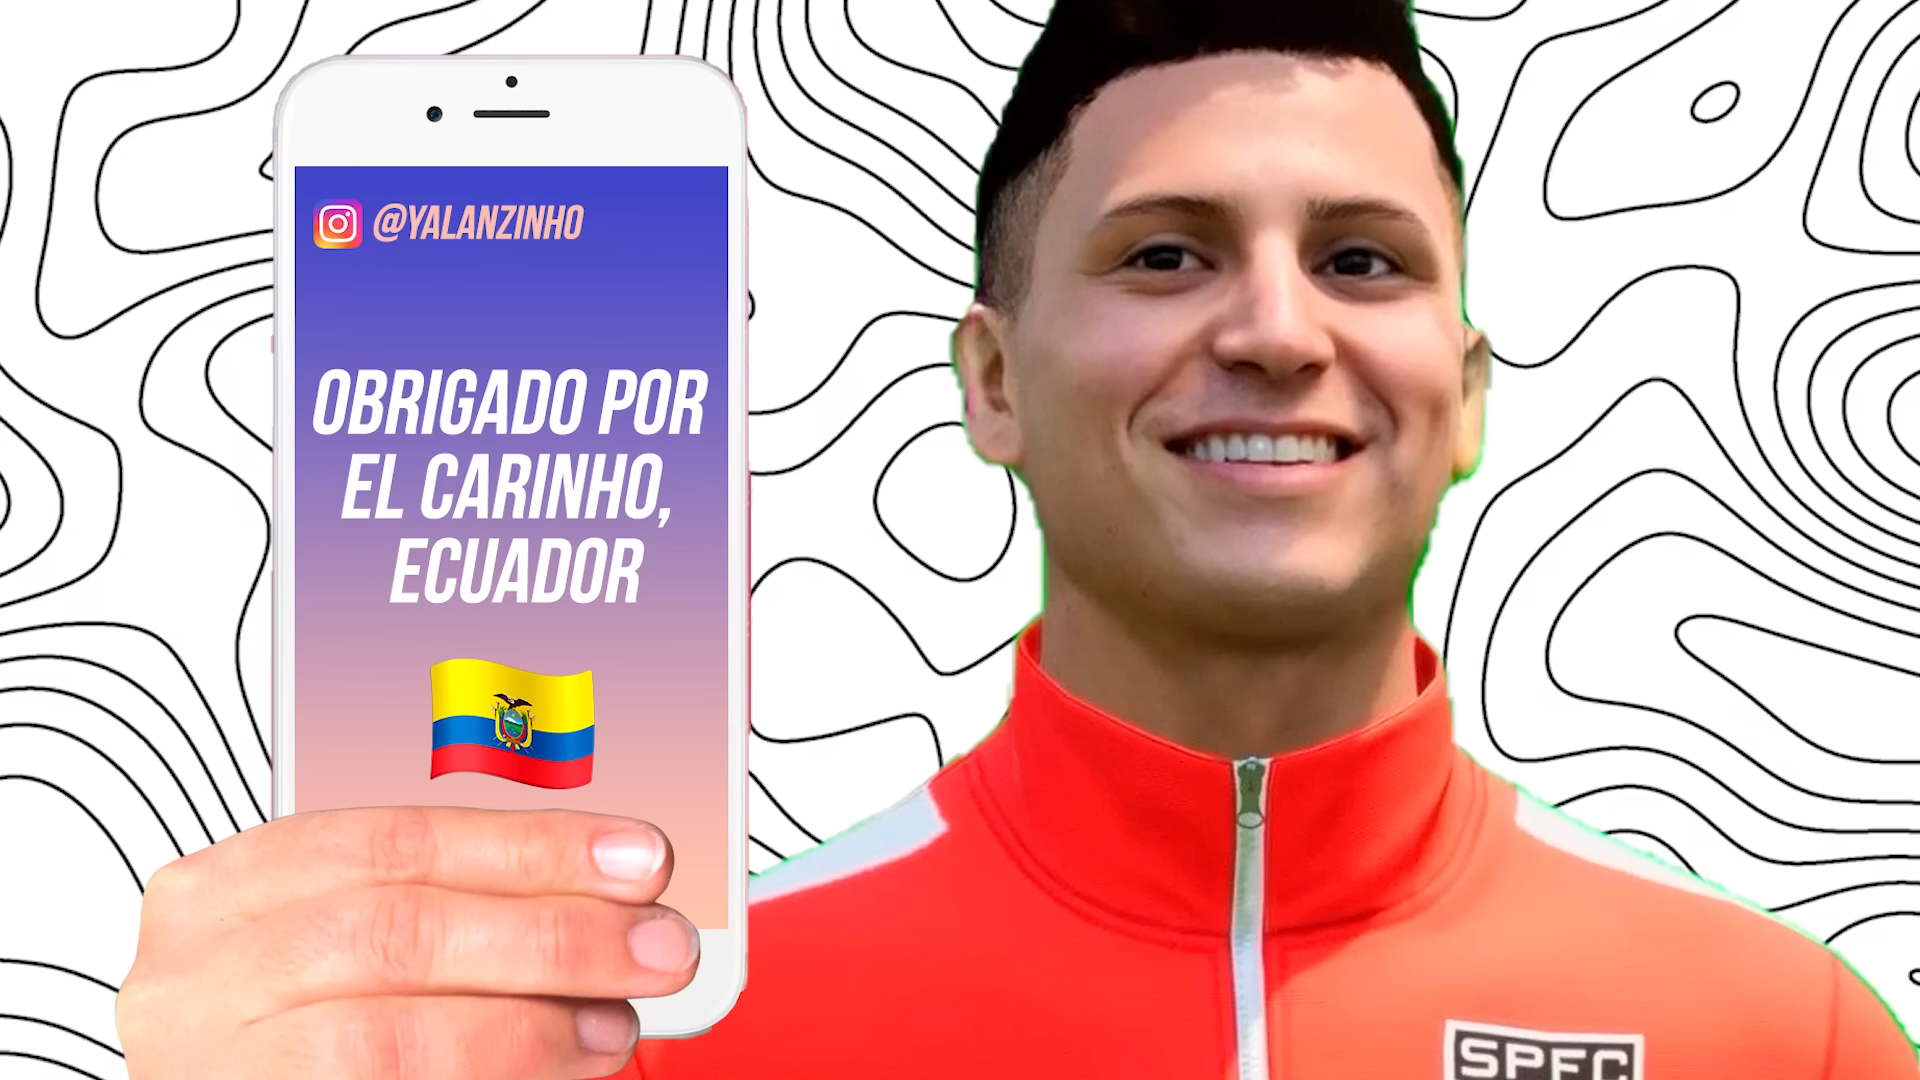 @YALANZINHO
OBRIGADO POR
EL CARINHO,
ECUADOR
SPFC